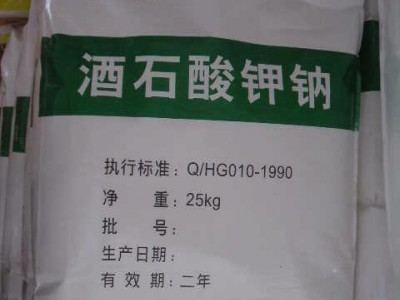 酒石酸钾钠
执行标准：Q/HG010-1990
净 重：25kg
批 号：
生产日期：
有 效 期：二年